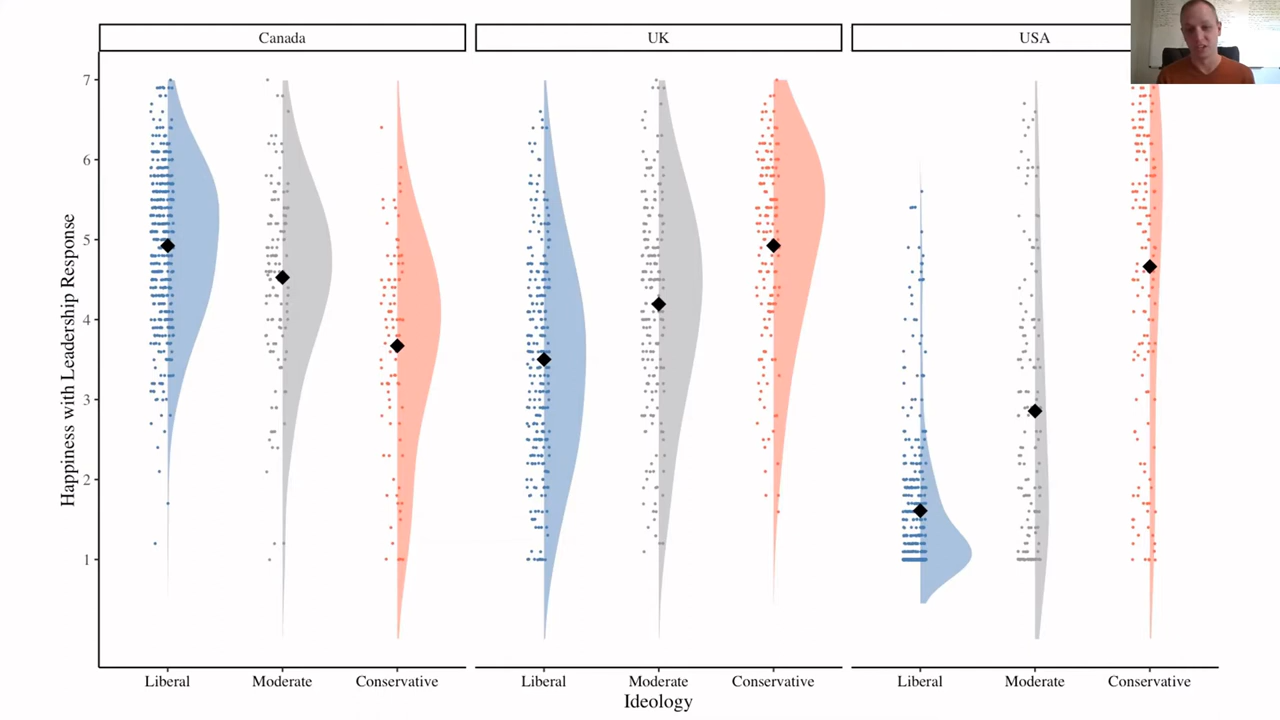 Canada
UK
USA
Happiness with Leadership Response
7
6
5
4
3
2
1
Liberal
Moderate
Conservative
Liberal
Moderate
Conservative
Liberal
Moderate
Conservative
Ideology